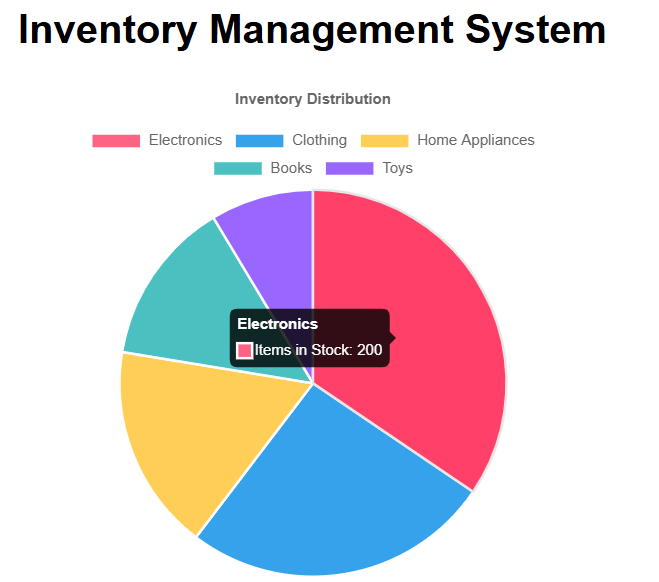 Inventory Management System
Inventory Distribution
Electronics Clothing Home Appliances
Books Toys
Electronics
Items in Stock: 200